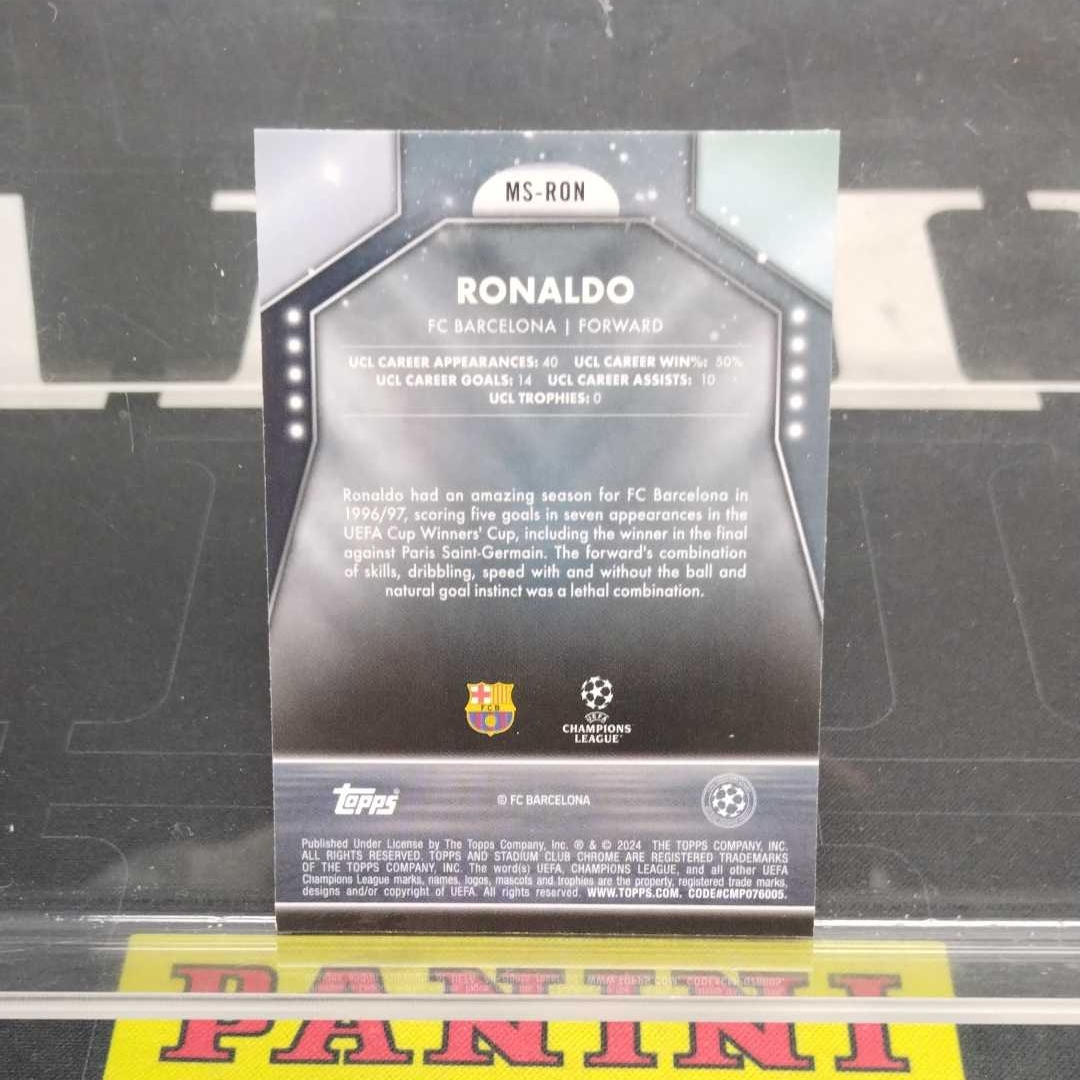 MS-RON
RONALDO
FC BARCELONA | FORWARD
UCL CAREER APPEARANCES: 40 UCL CAREER WIN%: 50%
UCL CAREER GOALS: 14 UCL CAREER ASSISTS: 10
UCL TROPHIES: 0
Ronaldo had an amazing season for FC Barcelona in
1996/97, scoring five goals in seven appearances in the
UEFA Cup Winners' Cup, including the winner in the final
against Paris Saint-Germain. The forward's combination
of skills, dribbling, speed with and without the ball and
natural goal instinct was a lethal combination.
FCB
UEFA
CHAMPIONS
LEAGUE
Topps
© FC BARCELONA
Published Under License by The Topps Company, Inc. ® & © 2024 THE TOPPS COMPANY, INC.
ALL RIGHTS RESERVED. TOPPS AND STADIUM CLUB CHROME ARE REGISTERED TRADEMARKS
OF THE TOPPS COMPANY, INC. The word(s) UEFA, CHAMPIONS LEAGUE, and all other UEFA
Champions League marks, names, logos, mascots and trophies are the property, registered trade marks,
designs and/or copyright of UEFA. All rights reserved. WWW.TOPPS.COM. CODE#CMP076005.
PANINI